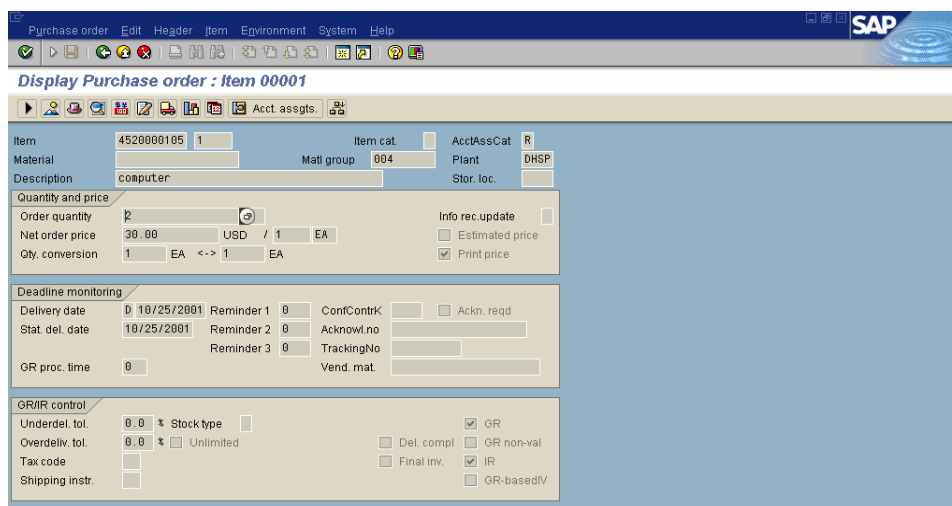 Purchase order Edit Header Item Environment System Help
SAP
Display Purchase order : Item 00001
Acct. assgts.
Item 4520000105 1 Item cat. AcctAssCat R
Material Matl group 004 Plant DHSP
Description computer Stor. loc.
Quantity and price
Order quantity 2 Info rec.update
Net order price 30.00 USD / 1 EA Estimated price
Qty. conversion 1 EA <-> 1 EA Print price
Deadline monitoring
Delivery date D 10/25/2001 Reminder 1 0 ConfContrK Ackn. reqd
Stat. del. date 10/25/2001 Reminder 2 0 Acknowl.no
Reminder 3 0 TrackingNo
GR proc. time 0 Vend. mat.
GR/IR control
Underdel. tol. 0.0 % Stock type GR
Overdeliv. tol. 0.0 % Unlimited Del. compl GR non-val
Tax code Final inv. IR
Shipping instr. GR-basedIV